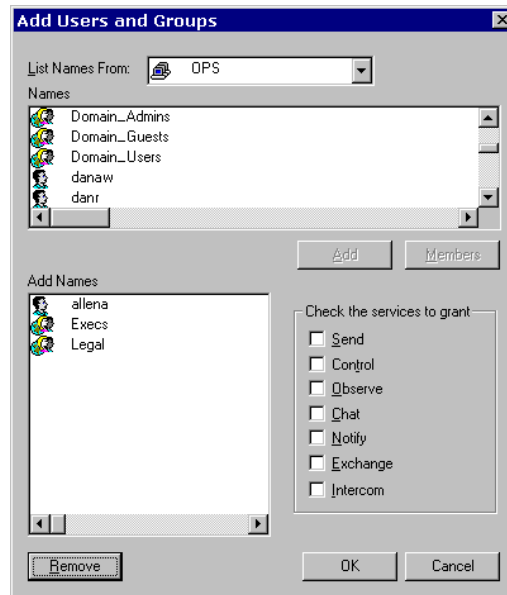 Add Users and Groups
List Names From: OPS
Names
Domain_Admins
Domain_Guests
Domain_Users
danaw
danr
Add Members
Add Names
allena
Execs
Legal
Check the services to grant
Send
Control
Observe
Chat
Notify
Exchange
Intercom
Remove OK Cancel